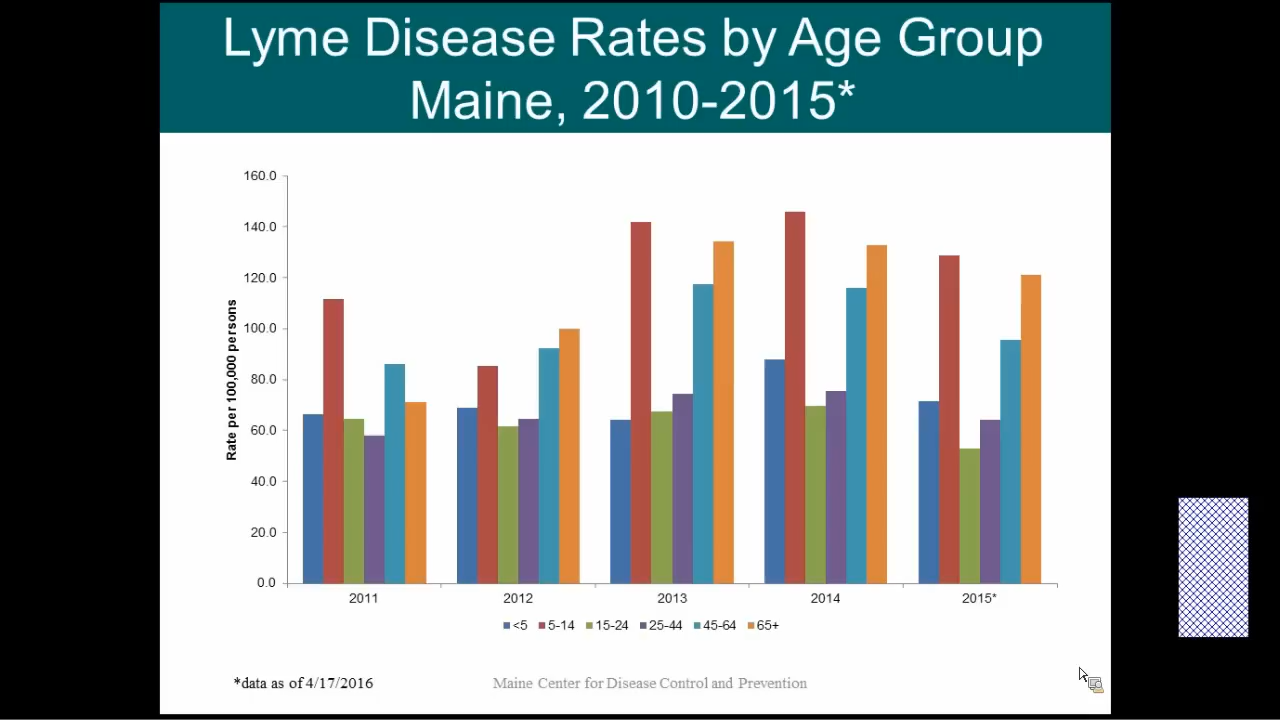 Lyme Disease Rates by Age Group
Maine, 2010-2015*
160.0
140.0
120.0
100.0
80.0
60.0
40.0
20.0
0.0
Rate per 100,000 persons
2011 2012 2013 2014 2015*
<5 5-14 15-24 25-44 45-64 65+
*data as of 4/17/2016 Maine Center for Disease Control and Prevention